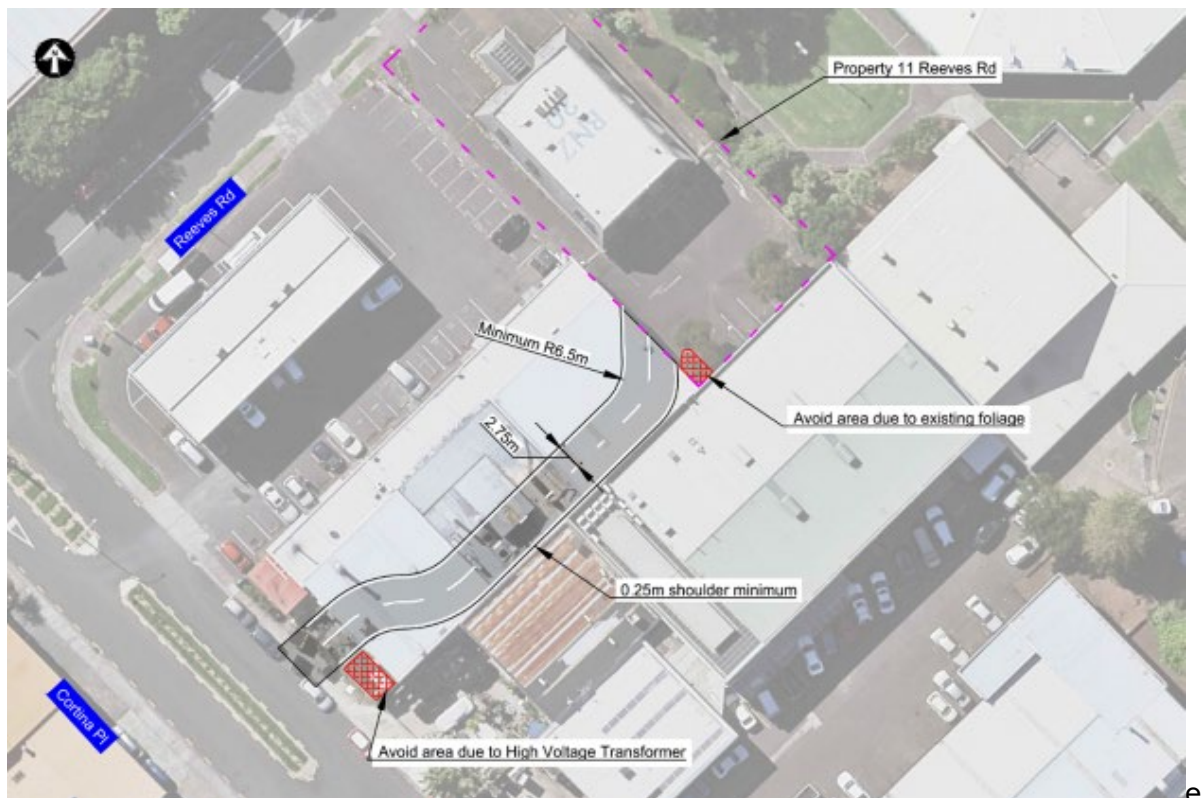 Property 11 Reeves Rd
BNZ
Reeves Rd
Minimum R6.5m
Avoid area due to existing foliage
2.75m
0.25m shoulder minimum
Cortina Pl
Avoid area due to High Voltage Transformer
e